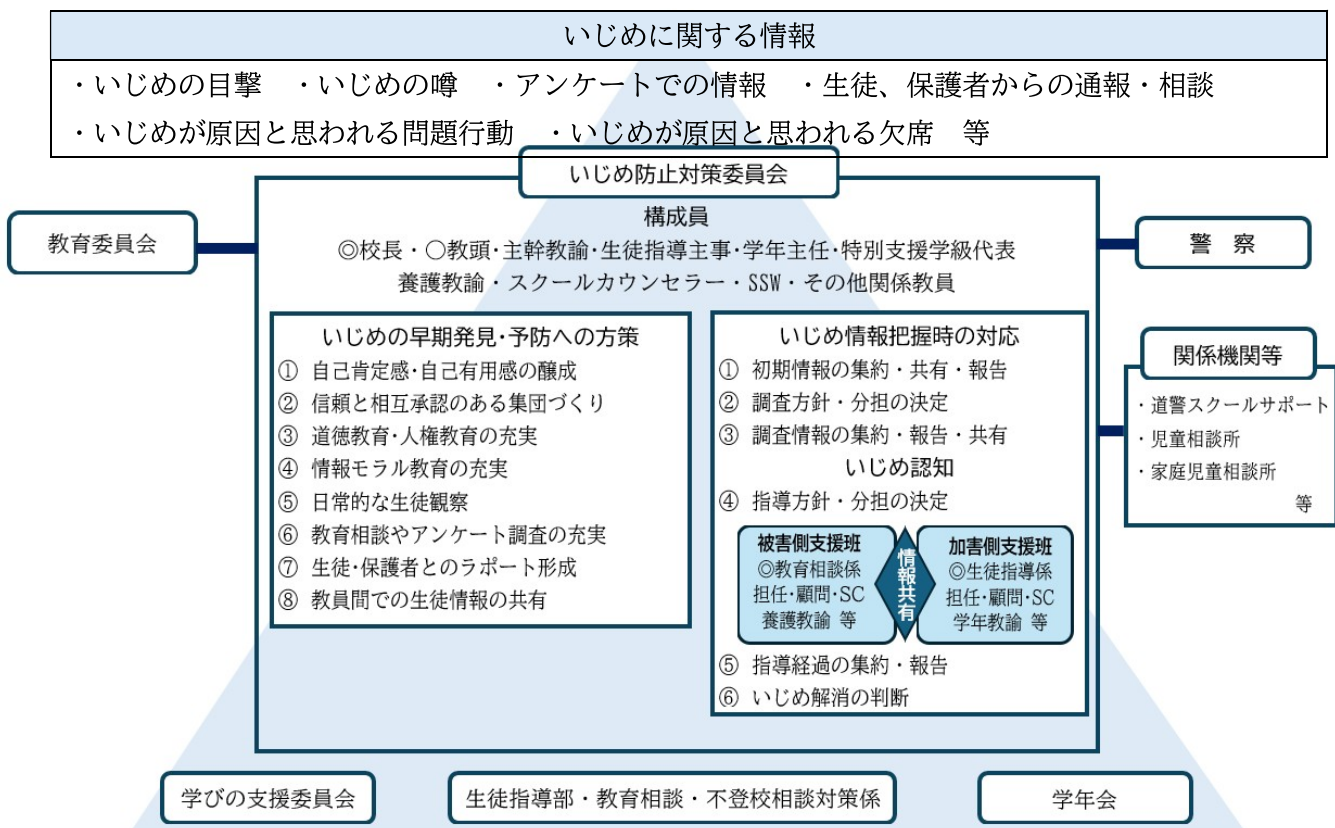 いじめに関する情報
・いじめの目撃　・いじめの噂　・アンケートでの情報　・生徒、保護者からの通報・相談
・いじめが原因と思われる問題行動　・いじめが原因と思われる欠席　等
いじめ防止対策委員会
構成員
◎校長・○教頭・主幹教諭・生徒指導主事・学年主任・特別支援学級代表
養護教諭・スクールカウンセラー・SSW・その他関係教員
教育委員会
警　察
いじめの早期発見・予防への方策
① 自己肯定感・自己有用感の醸成
② 信頼と相互承認のある集団づくり
③ 道徳教育・人権教育の充実
④ 情報モラル教育の充実
⑤ 日常的な生徒観察
⑥ 教育相談やアンケート調査の充実
⑦ 生徒・保護者とのラポート形成
⑧ 教員間での生徒情報の共有
いじめ情報把握時の対応
① 初期情報の集約・共有・報告
② 調査方針・分担の決定
③ 調査情報の集約・報告・共有
いじめ認知
④ 指導方針・分担の決定
被害側支援班
◎教育相談係
担任・顧問・SC
養護教諭 等
情報共有
加害側支援班
◎生徒指導係
担任・顧問・SC
学年教諭 等
⑤ 指導経過の集約・報告
⑥ いじめ解消の判断
関係機関等
・道警スクールサポート
・児童相談所
・家庭児童相談所
等
学びの支援委員会
生徒指導部・教育相談・不登校相談対策係
学年会